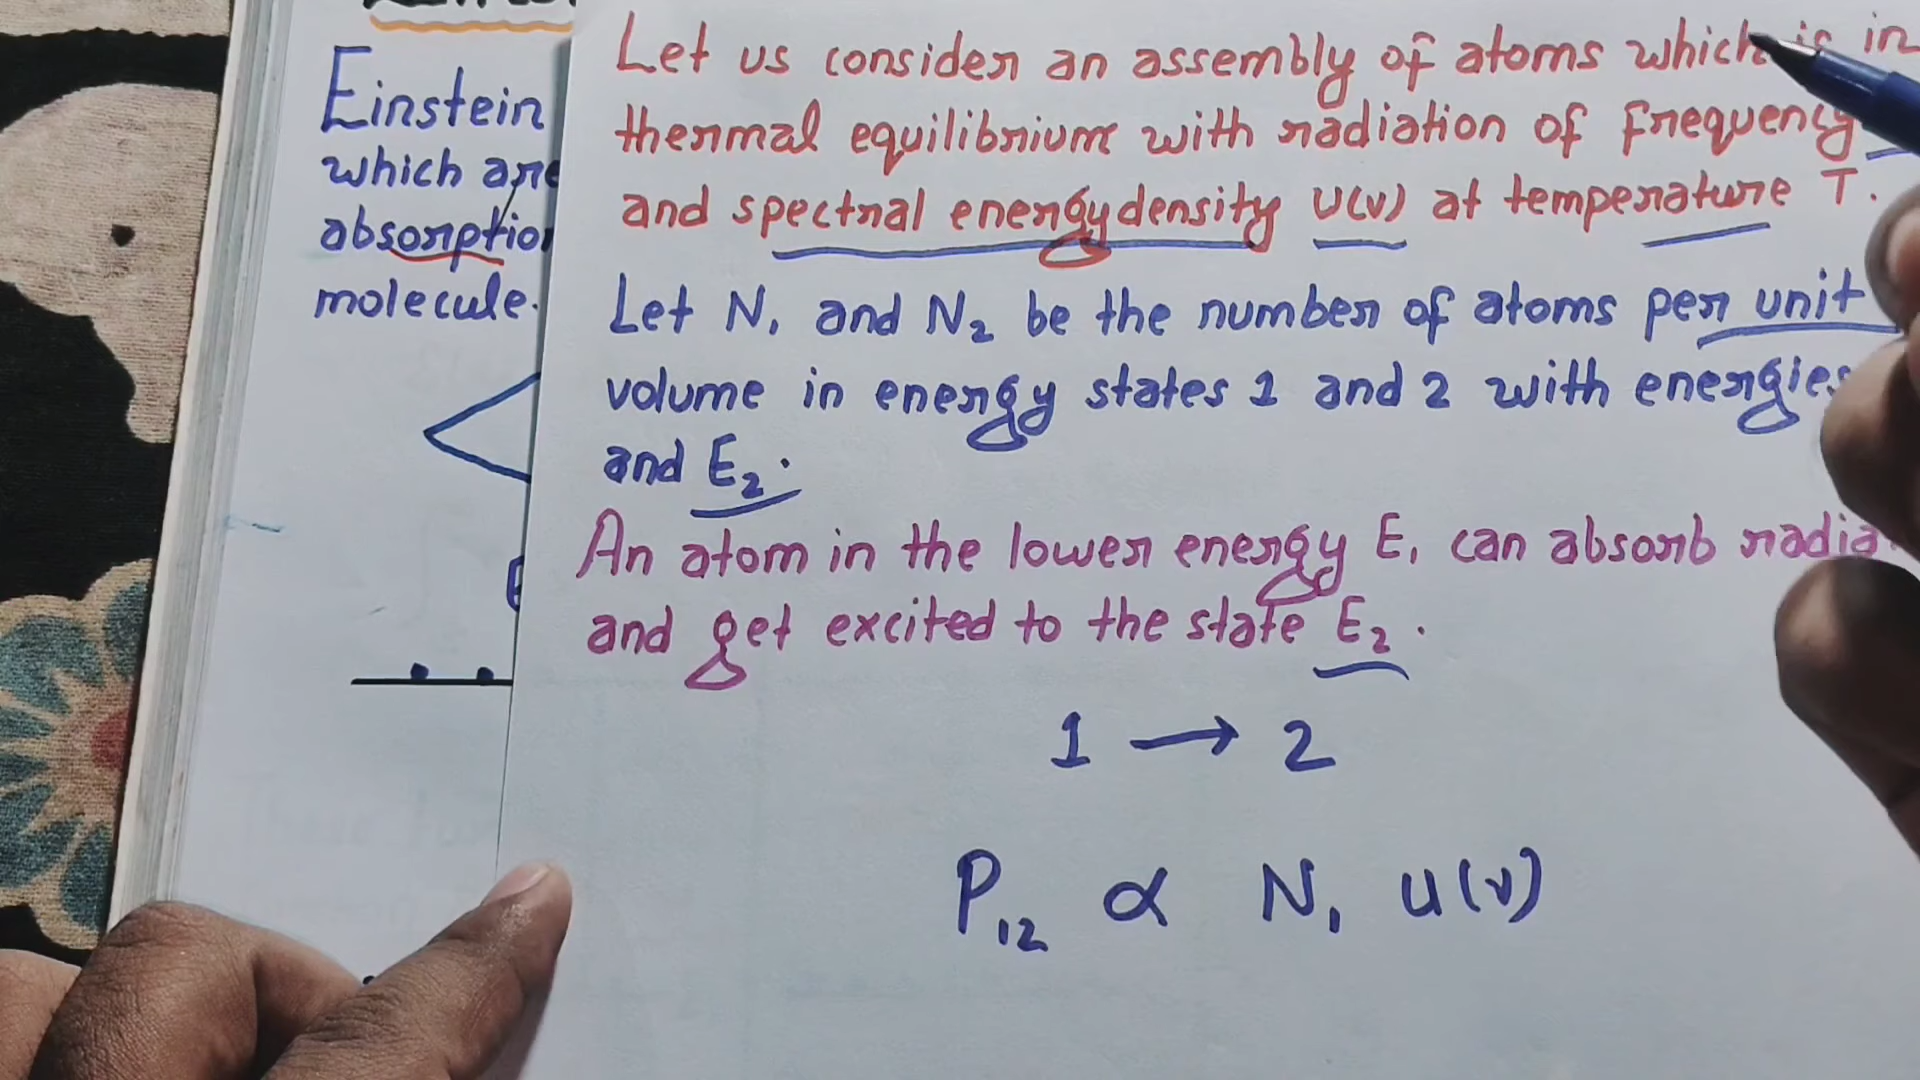 Einstein
which are
absorptio
molecule.
Let us consider an assembly of atoms which is in
thermal equilibrium with radiation of frequency
and spectral energy density U(ν) at temperature T.
Let N₁ and N₂ be the number of atoms per unit
volume in energy states 1 and 2 with energies
and E₂.
An atom in the lower energy E₁ can absorb radia
and get excited to the state E₂.
1 → 2
P₁₂ ∝ N₁ u(ν)